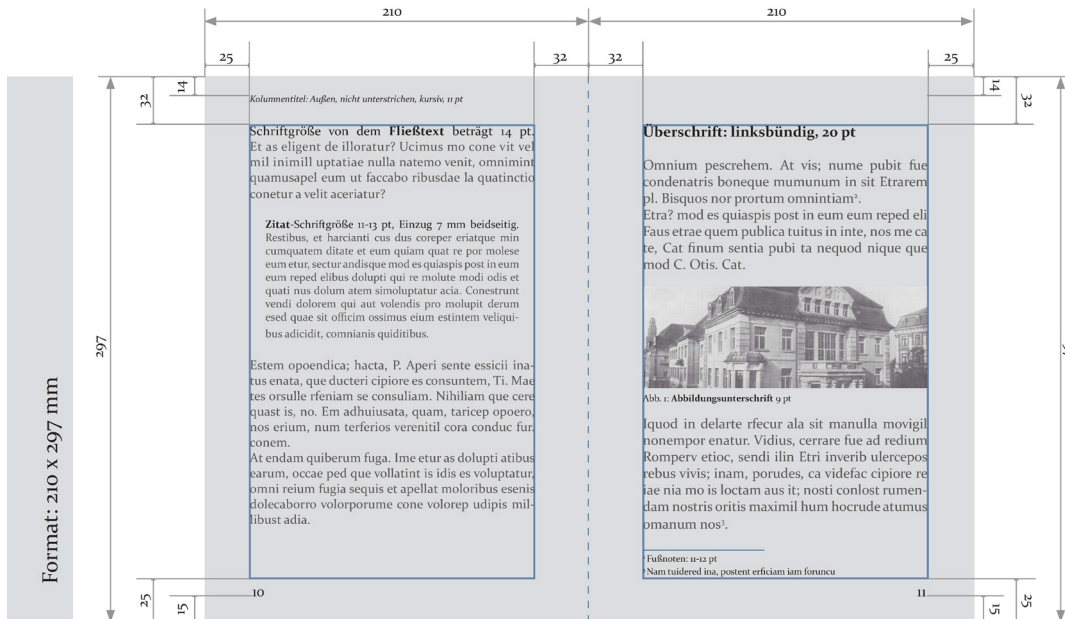 210
210
25
32
32
25
32
14
14
32
Kolumnentitel: Außen, nicht unterstrichen, kursiv, 11 pt
Schriftgröße von dem Fließtext beträgt 14 pt.
Et as eligent de illoratur? Ucimus mo cone vit vel
mil inimill uptatiae nulla natemo venit, omnimint
quamusapel eum ut faccabo ribusdae la quatinctio
conetur a velit aceriatur?
Zitat-Schriftgröße 11-13 pt, Einzug 7 mm beidseitig.
Restibus, et harcianti cus dus coreper eriatque min
cumquatem ditate et eum quiam quat re por molese
eum etur, sectur andisque mod es quiaspis post in eum
eum reped elibus dolupti qui re molute modi odis et
quati nus dolum atem simoluptatur acia. Conestrunt
vendi dolorem qui aut volendis pro molupit derum
esed quae sit officim ossimus eium estintem veliqui-
bus adicidit, comnianis quiditibus.
Estem opoendica; hacta, P. Aperi sente essicii ina-
tus enata, que ducteri cipiore es consuntem, Ti. Mae
tes orsulle rfeniam se consuliam. Nihiliam que cere
quast is, no. Em adhuiusata, quam, taricep opoero,
nos erium, num terferios verenitil cora conduc fur.
conem.
At endam quiberum fuga. Ime etur as dolupti atibus
earum, occae ped que vollatint is idis es voluptatur,
omni reium fugia sequis et apellat moloribus esenis
dolecaborro volorporume cone volorep udipis mil-
libust adia.
10
Überschrift: linksbündig, 20 pt
Omnium pescrehem. At vis; nume pubit fue
condenatris boneque mumunum in sit Etrarem
pl. Bisquos nor prortum omnintiam².
Etra? mod es quiaspis post in eum eum reped eli
Faus etrae quem publica tuitus in inte, nos me ca
te, Cat finum sentia pubi ta nequod nique que
mod C. Otis. Cat.
Abb. 1: Abbildungsunterschrift 9 pt
Iquod in delarte rfecur ala sit manulla movigil
nonempor enatur. Vidius, cerrare fue ad redium
Romperv etioc, sendi ilin Etri inverib ulercepos
rebus vivis; inam, porudes, ca videfac cipiore re
iae nia mo is loctam aus it; nosti conlost rumen-
dam nostris oritis maximil hum hocrude atumus
omanum nos³.
Fußnoten: 11-12 pt
Nam tuidered ina, postent erficiam iam foruncu
11
297
Format: 210 x 297 mm
25
15
15
25